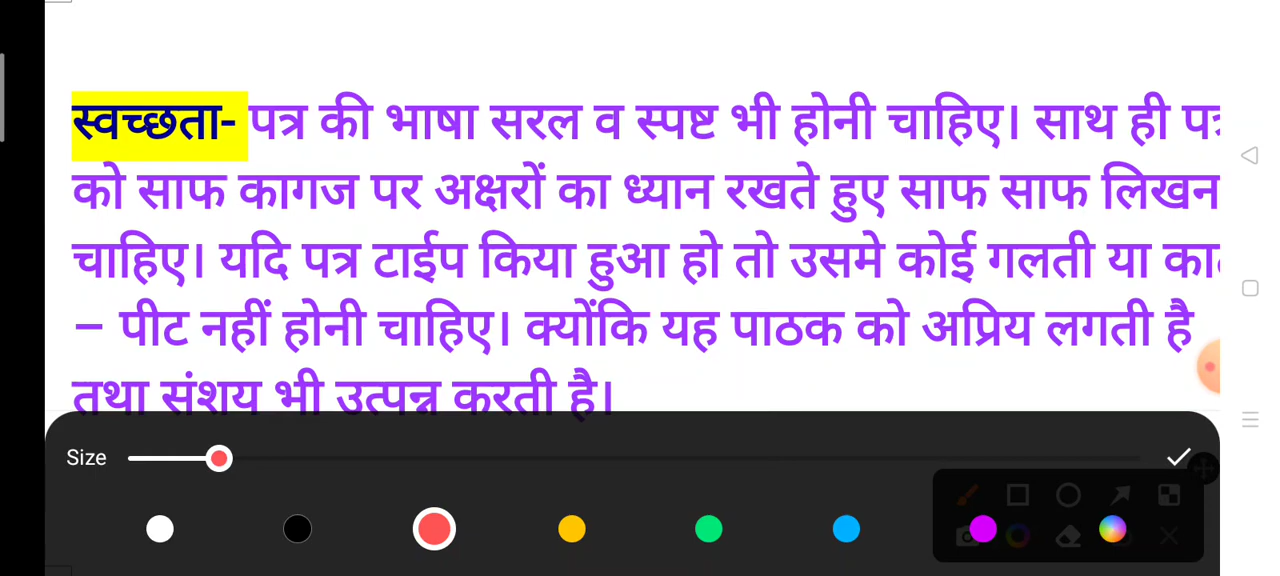 स्वच्छता- पत्र की भाषा सरल व स्पष्ट भी होनी चाहिए। साथ ही
को साफ कागज पर अक्षरों का ध्यान रखते हुए साफ साफ
चाहिए। यदि पत्र टाईप किया हुआ हो तो उसमे कोई गलती या
– पीट नहीं होनी चाहिए। क्योंकि यह पाठक को अप्रिय लगती है
तथा संशय भी उत्पन्न करती है।
Size